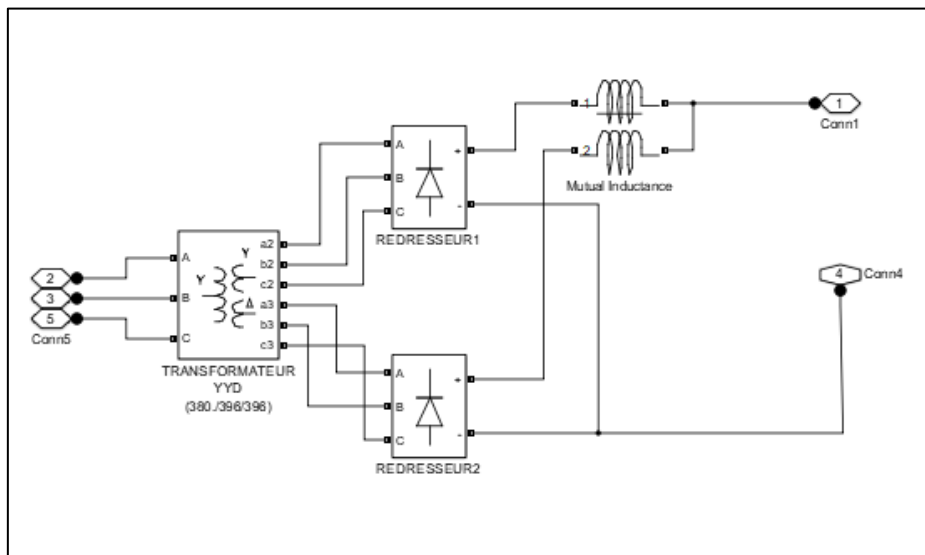 1
1
Conn1
2
Mutual Inductance
A
B
C
+
-
REDRESSEUR1
4
Conn4
2
3
5
Conn5
A
B
C
Y
Y
Δ
a2
b2
c2
a3
b3
c3
TRANSFORMATEUR
YYD
(380./396/396)
A
B
C
+
-
REDRESSEUR2